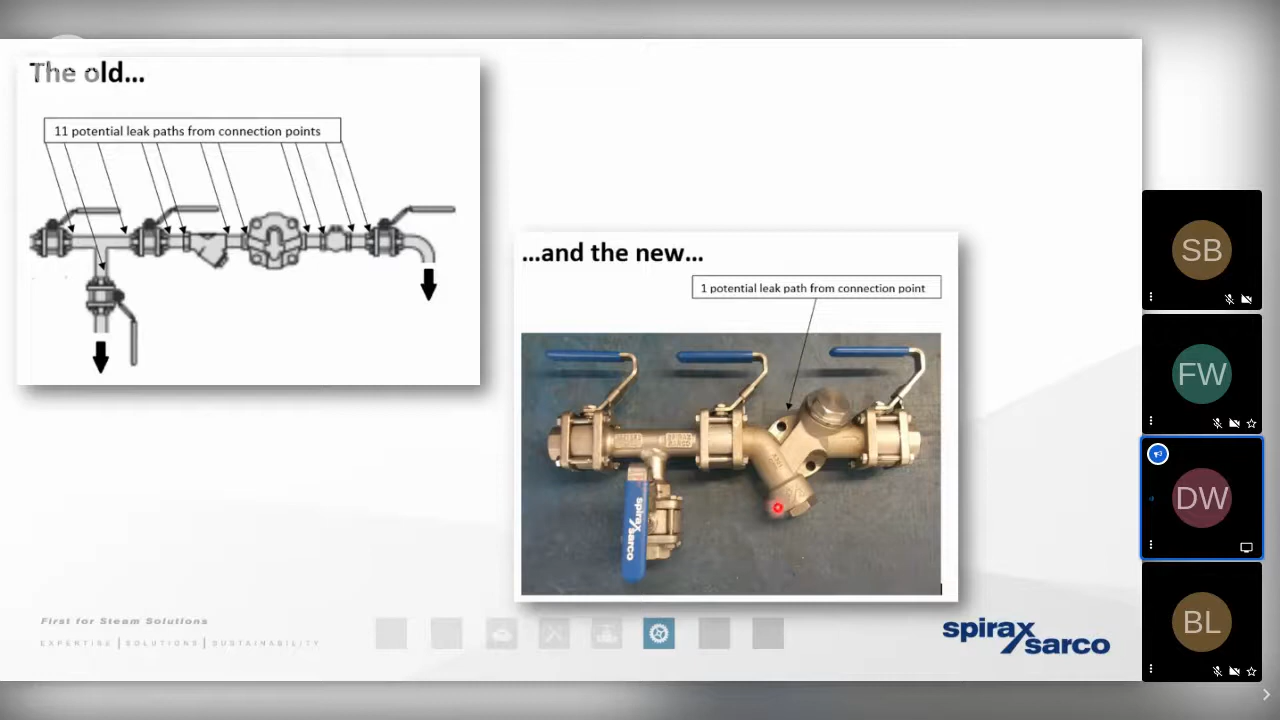 The old...
11 potential leak paths from connection points
...and the new...
1 potential leak path from connection point
spirax
sarco
First for Steam Solutions
EXPERTISE | SOLUTIONS | SUSTAINABILITY
spirax
sarco
SB
FW
DW
BL